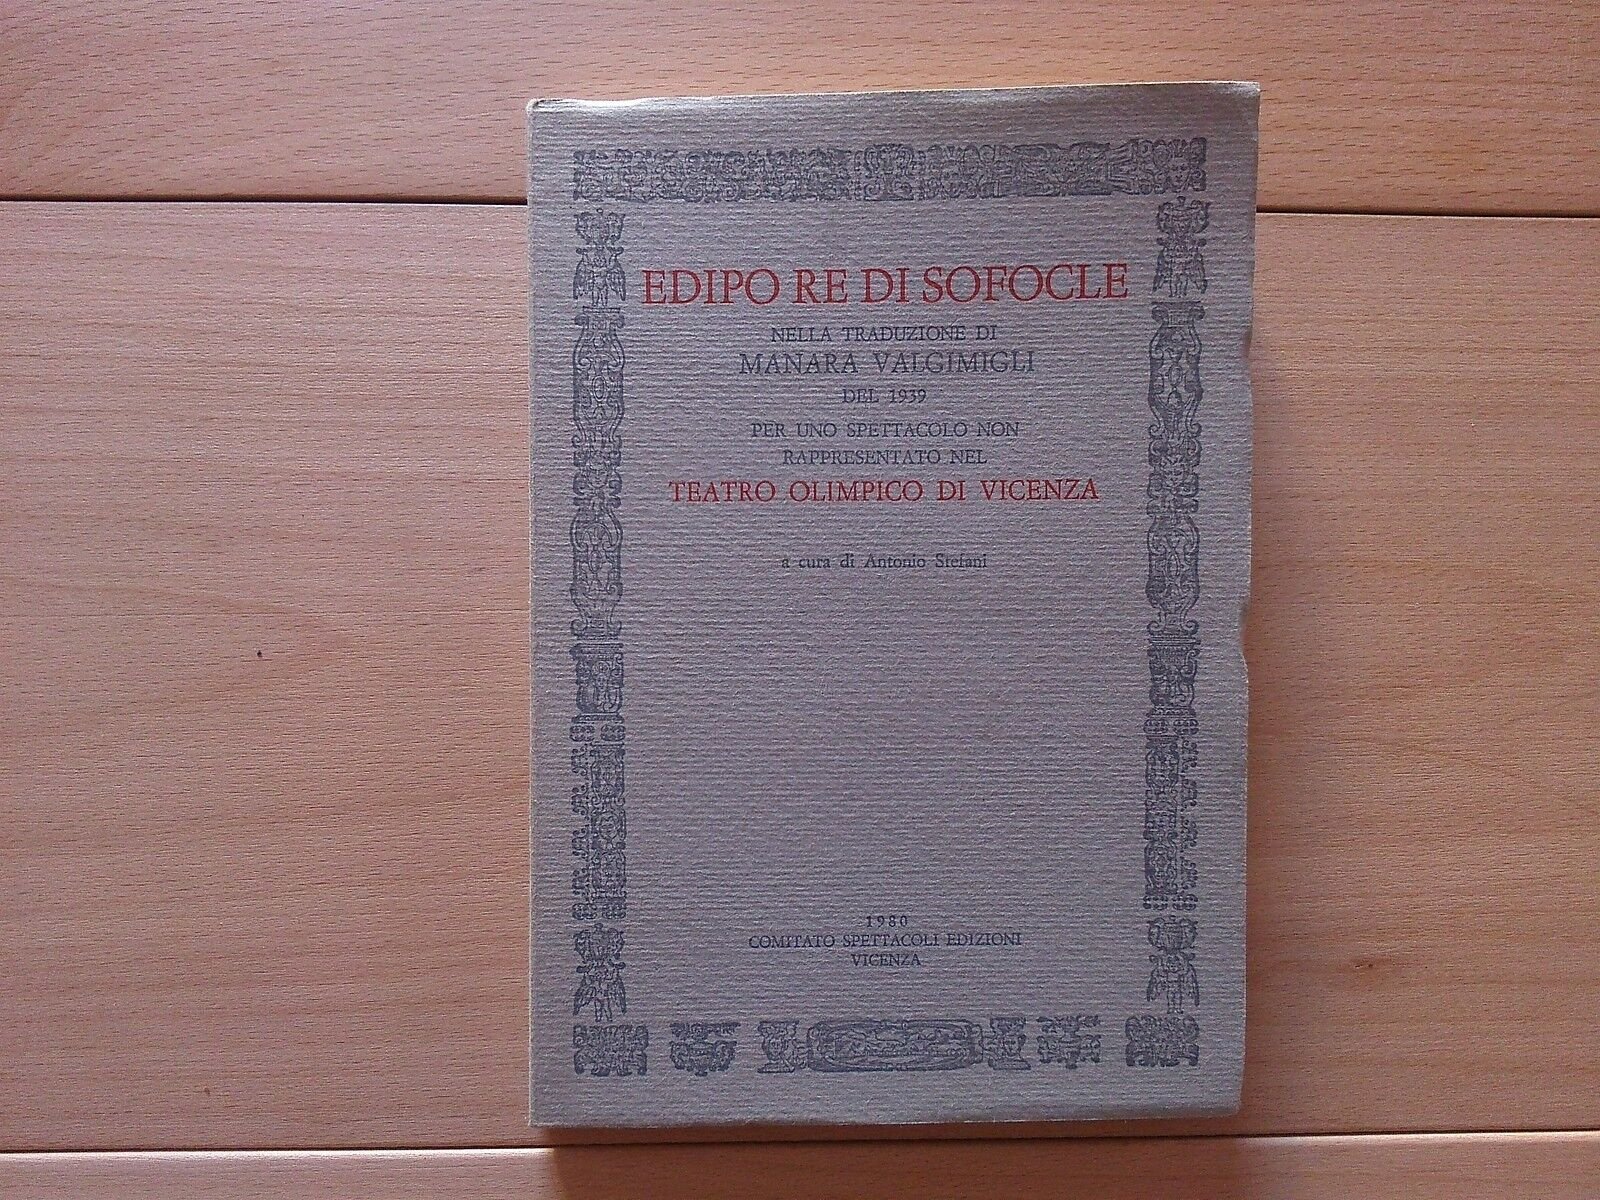 EDIPO RE DI SOFOCLE
NELLA TRADUZIONE DI
MANARA VALGIMIGLI
DEL 1939
PER UNO SPETTACOLO NON
RAPPRESENTATO NEL
TEATRO OLIMPICO DI VICENZA
a cura di Antonio Stefani
1980
COMITATO SPETTACOLI EDIZIONI
VICENZA